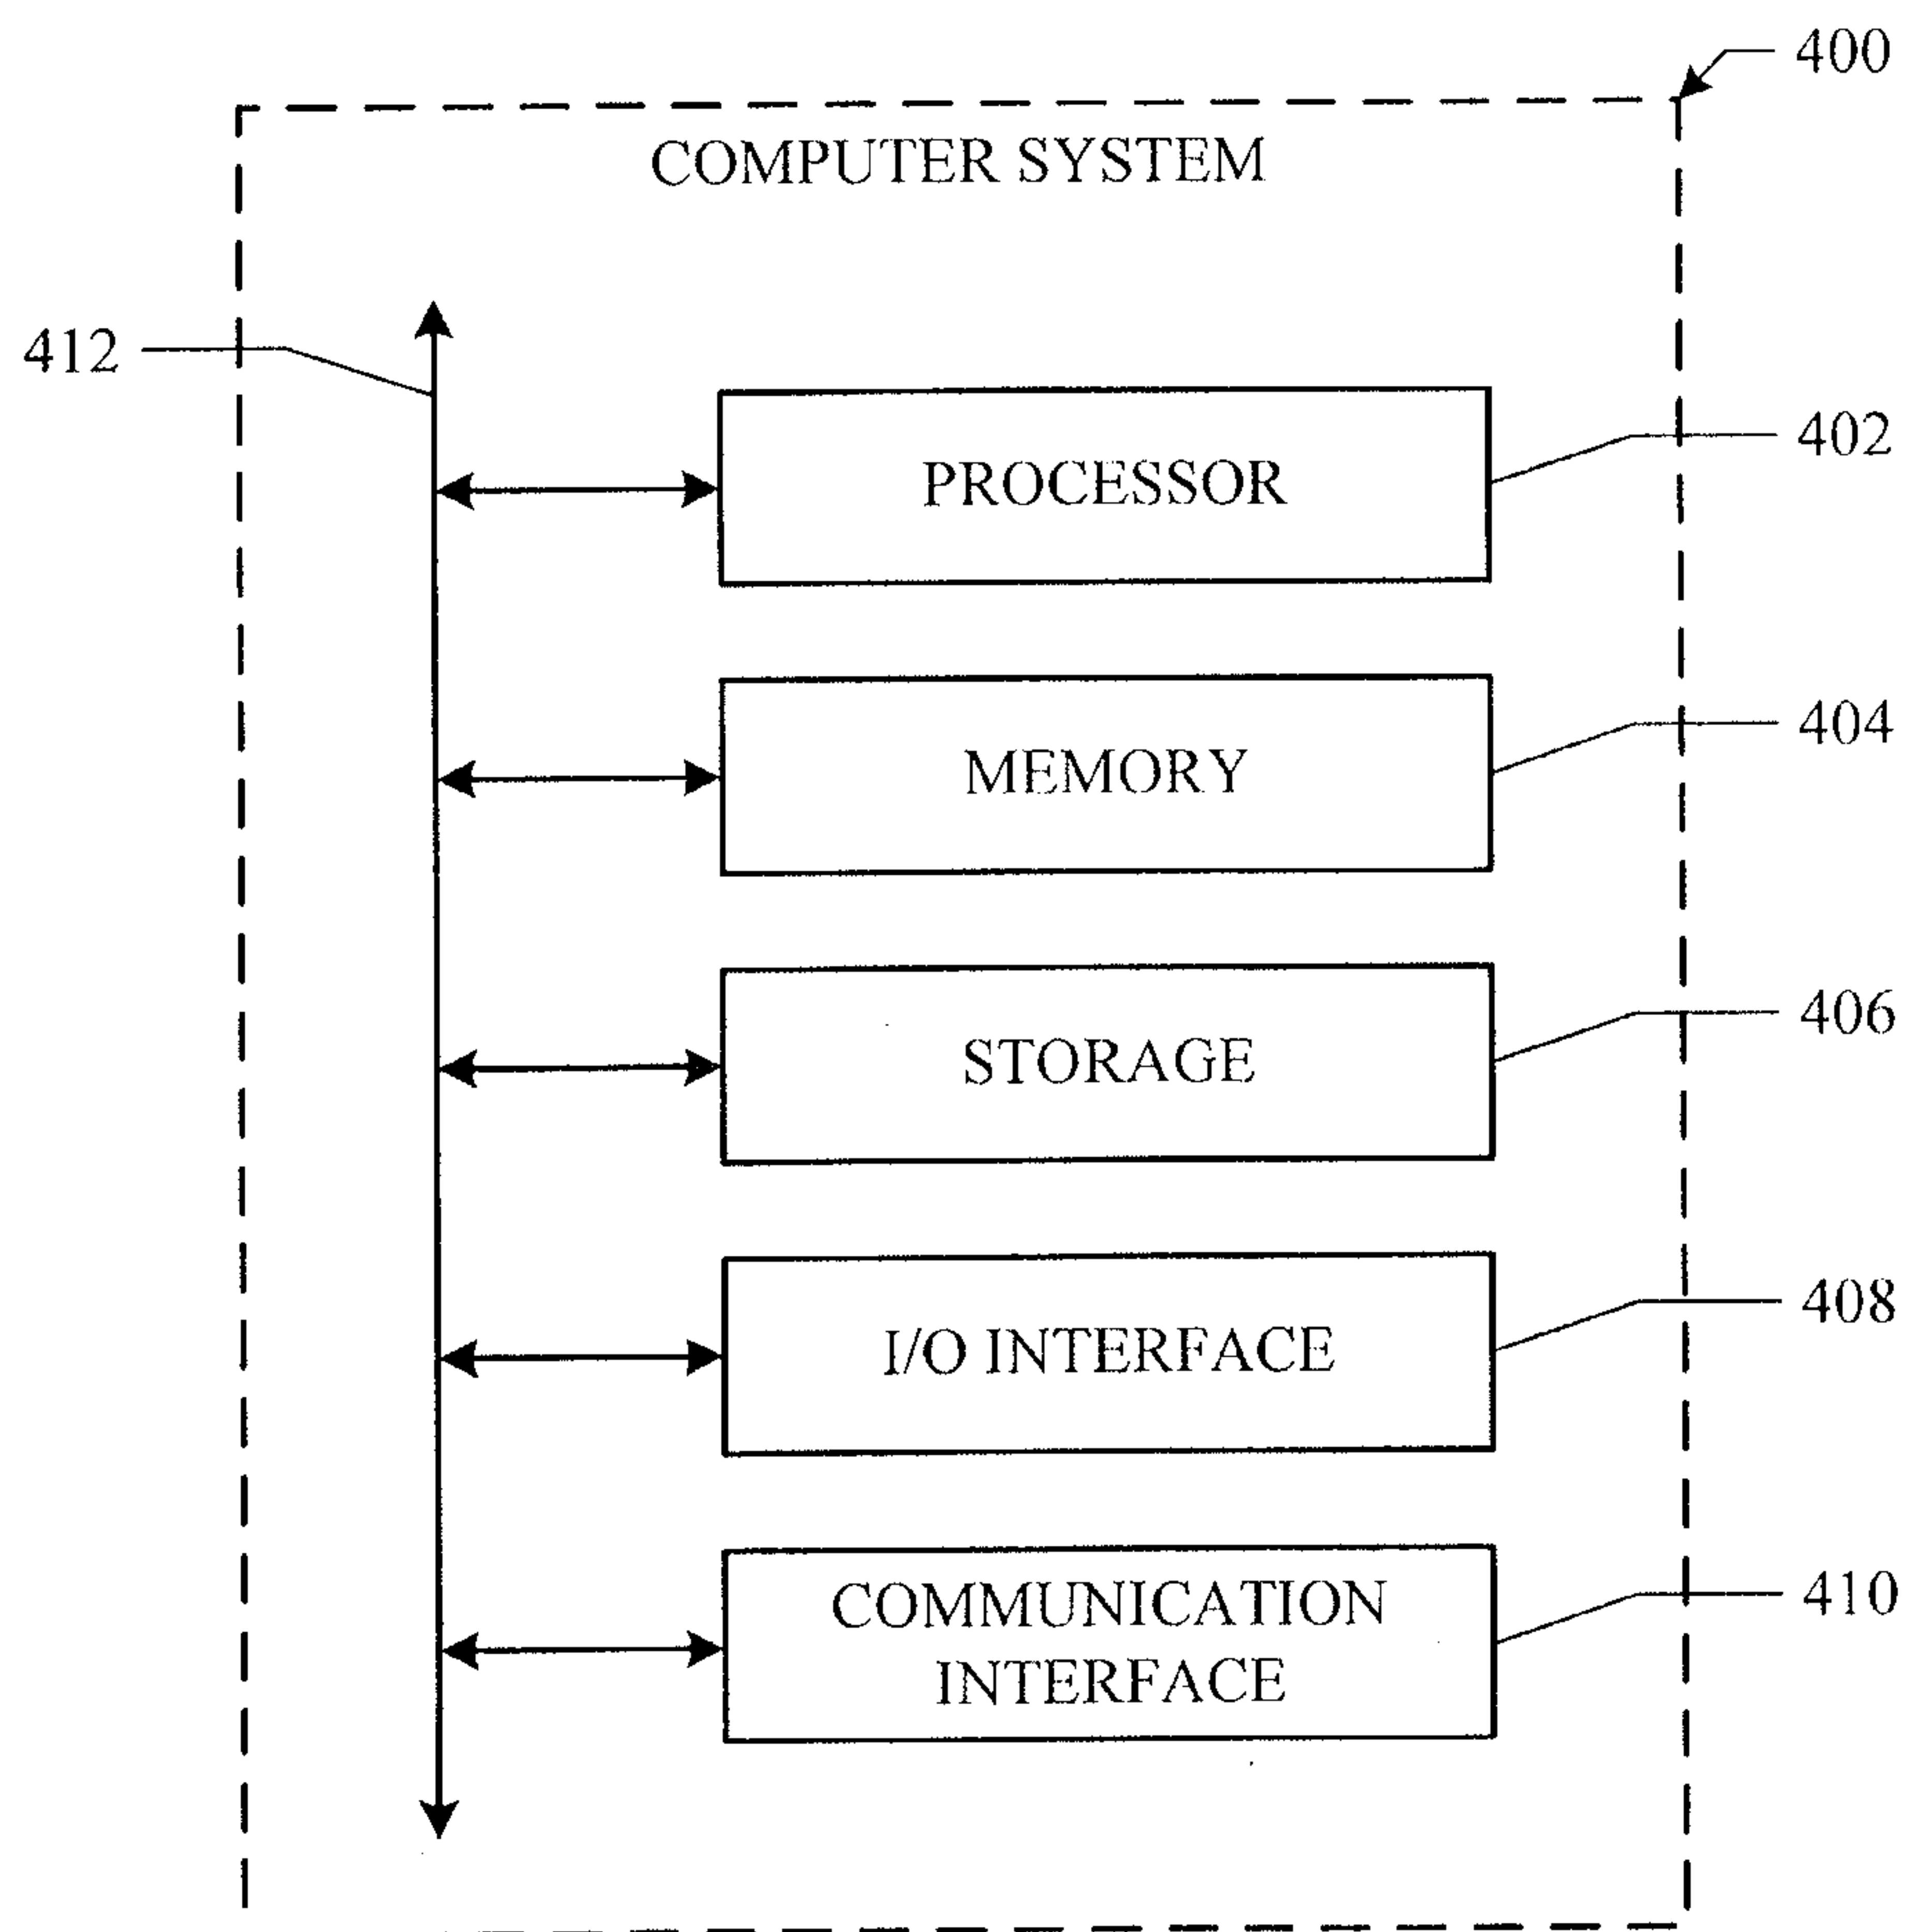 400
COMPUTER SYSTEM
412
402
PROCESSOR
404
MEMORY
406
STORAGE
408
I/O INTERFACE
410
COMMUNICATION
INTERFACE